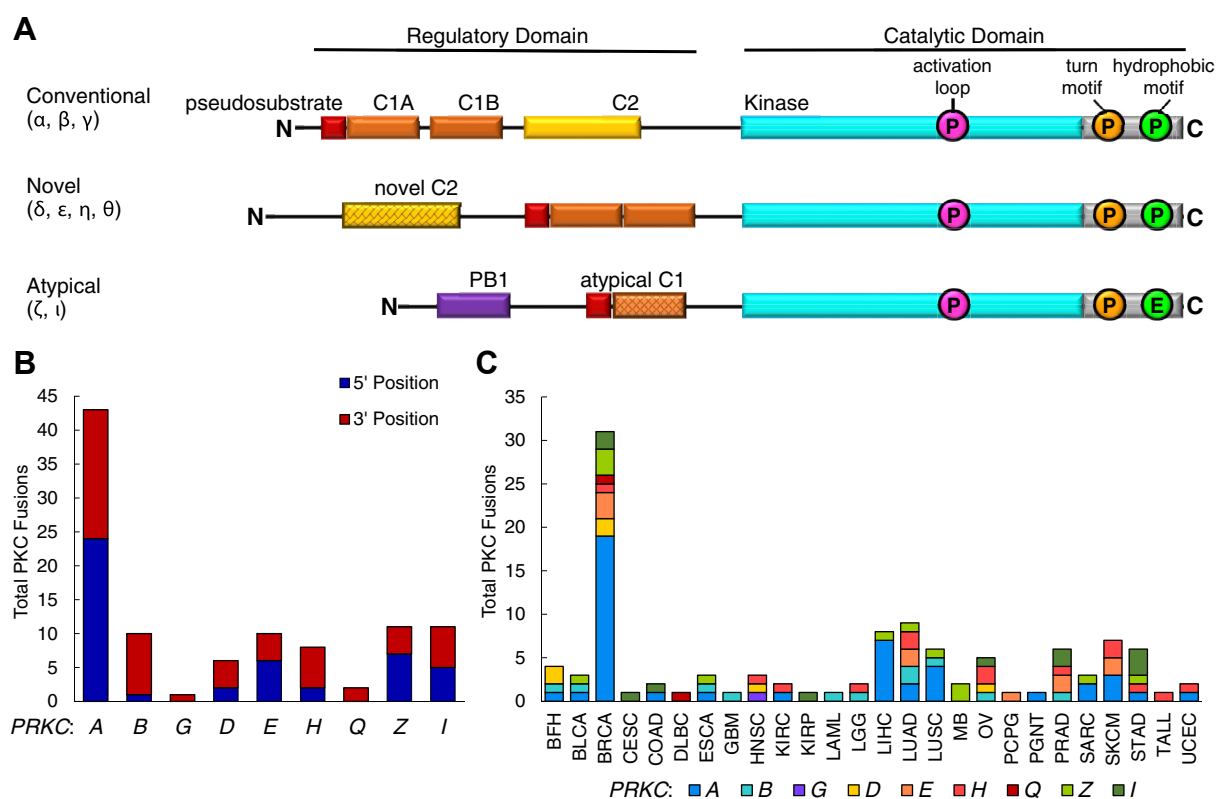 A
Regulatory Domain
Catalytic Domain
activation loop
turn motif
hydrophobic motif
Conventional
(α, β, γ)
pseudosubstrate
C1A
C1B
C2
Kinase
N
P
P
P
C
Novel
(δ, ε, η, θ)
novel C2
N
P
P
P
C
Atypical
(ζ, ι)
PB1
atypical C1
N
P
P
E
C
B
5' Position
3' Position
Total PKC Fusions
45
40
35
30
25
20
15
10
5
0
PRKC: A B G D E H Q Z I
C
Total PKC Fusions
35
30
25
20
15
10
5
0
BFH
BLCA
BRCA
CESC
COAD
DLBC
ESCA
GBM
HNSC
KIRC
KIRP
LAML
LGG
LIHC
LUAD
LUSC
MB
OV
PCPG
PGNT
PRAD
SARC
SKCM
STAD
TALL
UCEC
PRKC: A B G D E H Q Z I